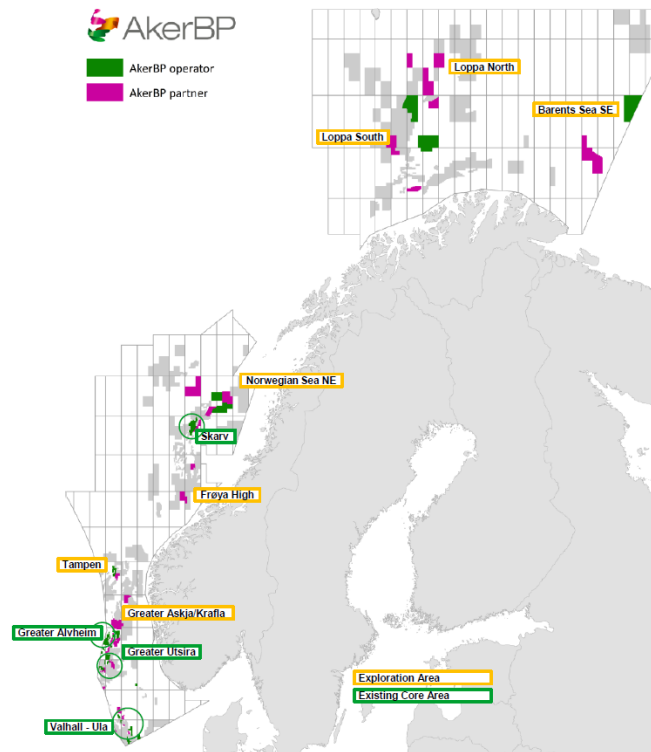 AkerBP
AkerBP operator
AkerBP partner
Loppa North
Barents Sea SE
Loppa South
Norwegian Sea NE
Skarv
Frøya High
Tampen
Greater Askja/Krafla
Greater Alvheim
Greater Utsira
Exploration Area
Existing Core Area
Valhall - Ula